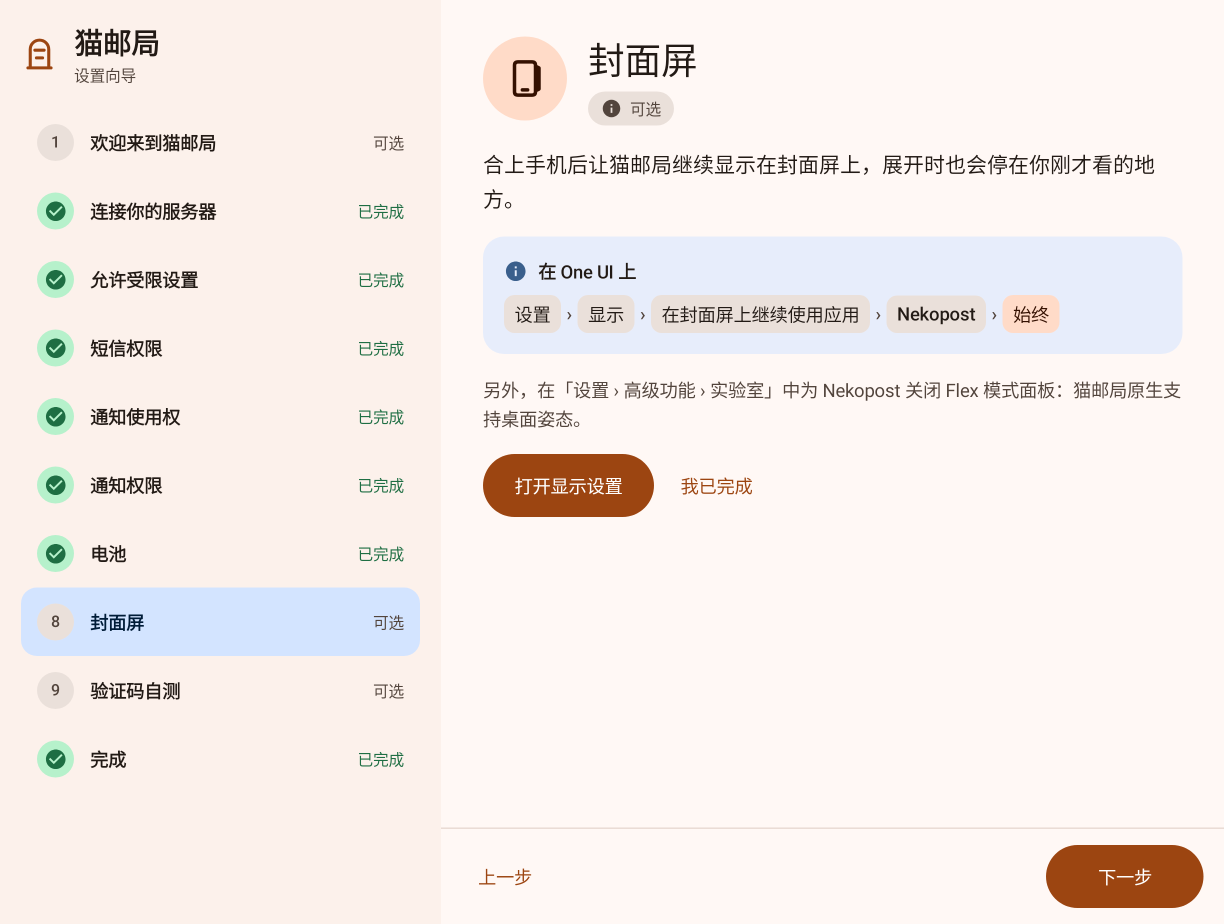 猫邮局
设置向导
1 欢迎来到猫邮局 可选
连接你的服务器 已完成
允许受限设置 已完成
短信权限 已完成
通知使用权 已完成
通知权限 已完成
电池 已完成
8 封面屏 可选
9 验证码自测 可选
完成 已完成
封面屏
可选
合上手机后让猫邮局继续显示在封面屏上，展开时也会停在你刚才看的地
方。
在 One UI 上
设置 › 显示 › 在封面屏上继续使用应用 › Nekopost › 始终
另外，在「设置 › 高级功能 › 实验室」中为 Nekopost 关闭 Flex 模式面板：猫邮局原生支
持桌面姿态。
打开显示设置 我已完成
上一步 下一步